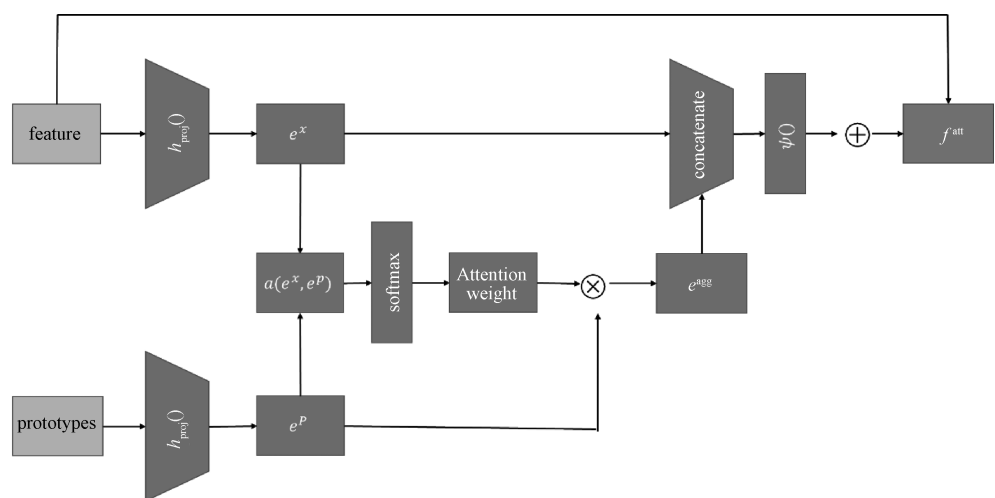 feature
h_proj()
e^x
concatenate
ψ()
f^att
a(e^x, e^p)
softmax
Attention
weight
e^agg
prototypes
h_proj()
e^P